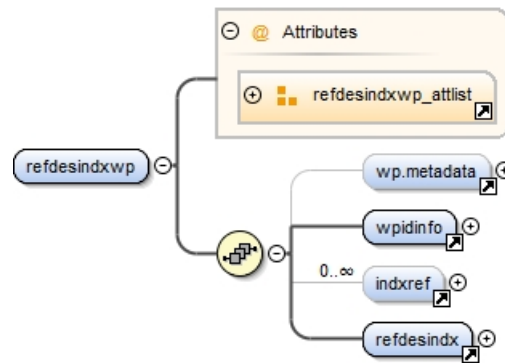 @ Attributes
refdesindxwp_attlist
refdesindxwp
wp.metadata
wpidinfo
0..∞
indxref
refdesindx